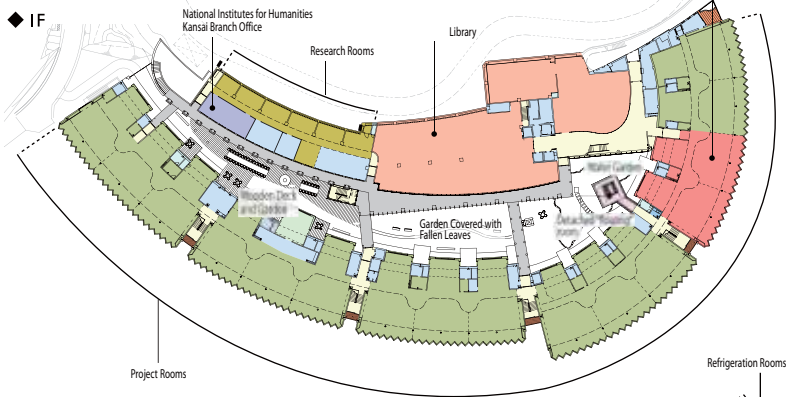 ◆ IF
National Institutes for Humanities
Kansai Branch Office
Research Rooms
Library
Wooden Deck
and Garden
Garden Covered with
Fallen Leaves
Project Rooms
Refrigeration Rooms